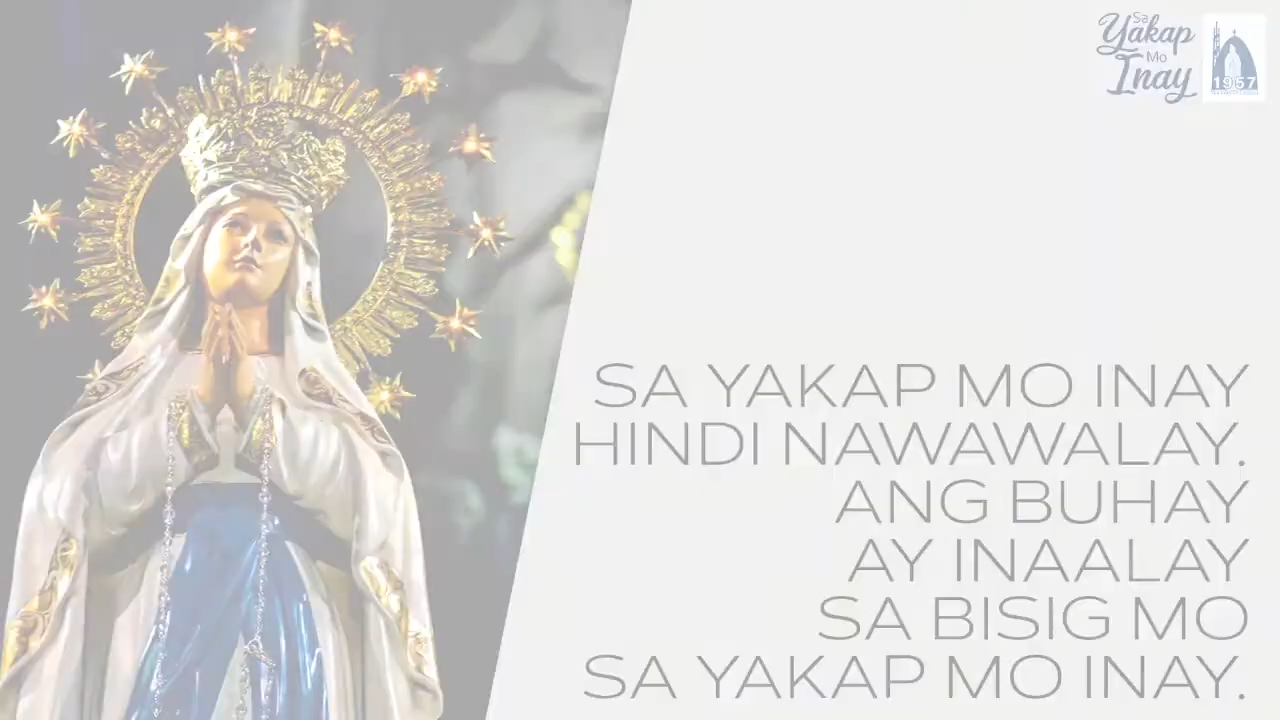 Sa
Yakap
Mo
Inay
1957
SA YAKAP MO INAY
HINDI NAWAWALAY.
ANG BUHAY
AY INAALAY
SA BISIG MO
SA YAKAP MO INAY.